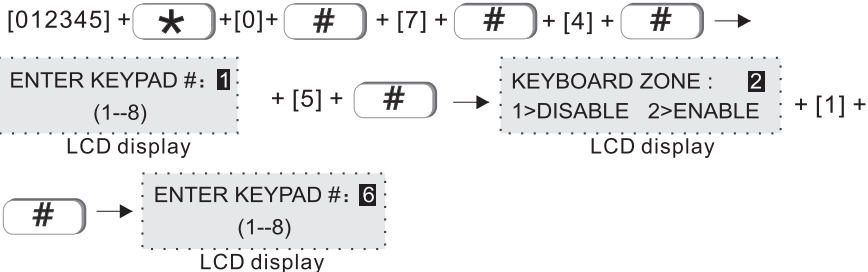 [012345] + * +[0]+ # + [7] + # + [4] + #
ENTER KEYPAD #: 1
(1--8)
LCD display
+ [5] + #
KEYBOARD ZONE : 2
1>DISABLE 2>ENABLE
LCD display
+ [1] +
#
ENTER KEYPAD #: 6
(1--8)
LCD display